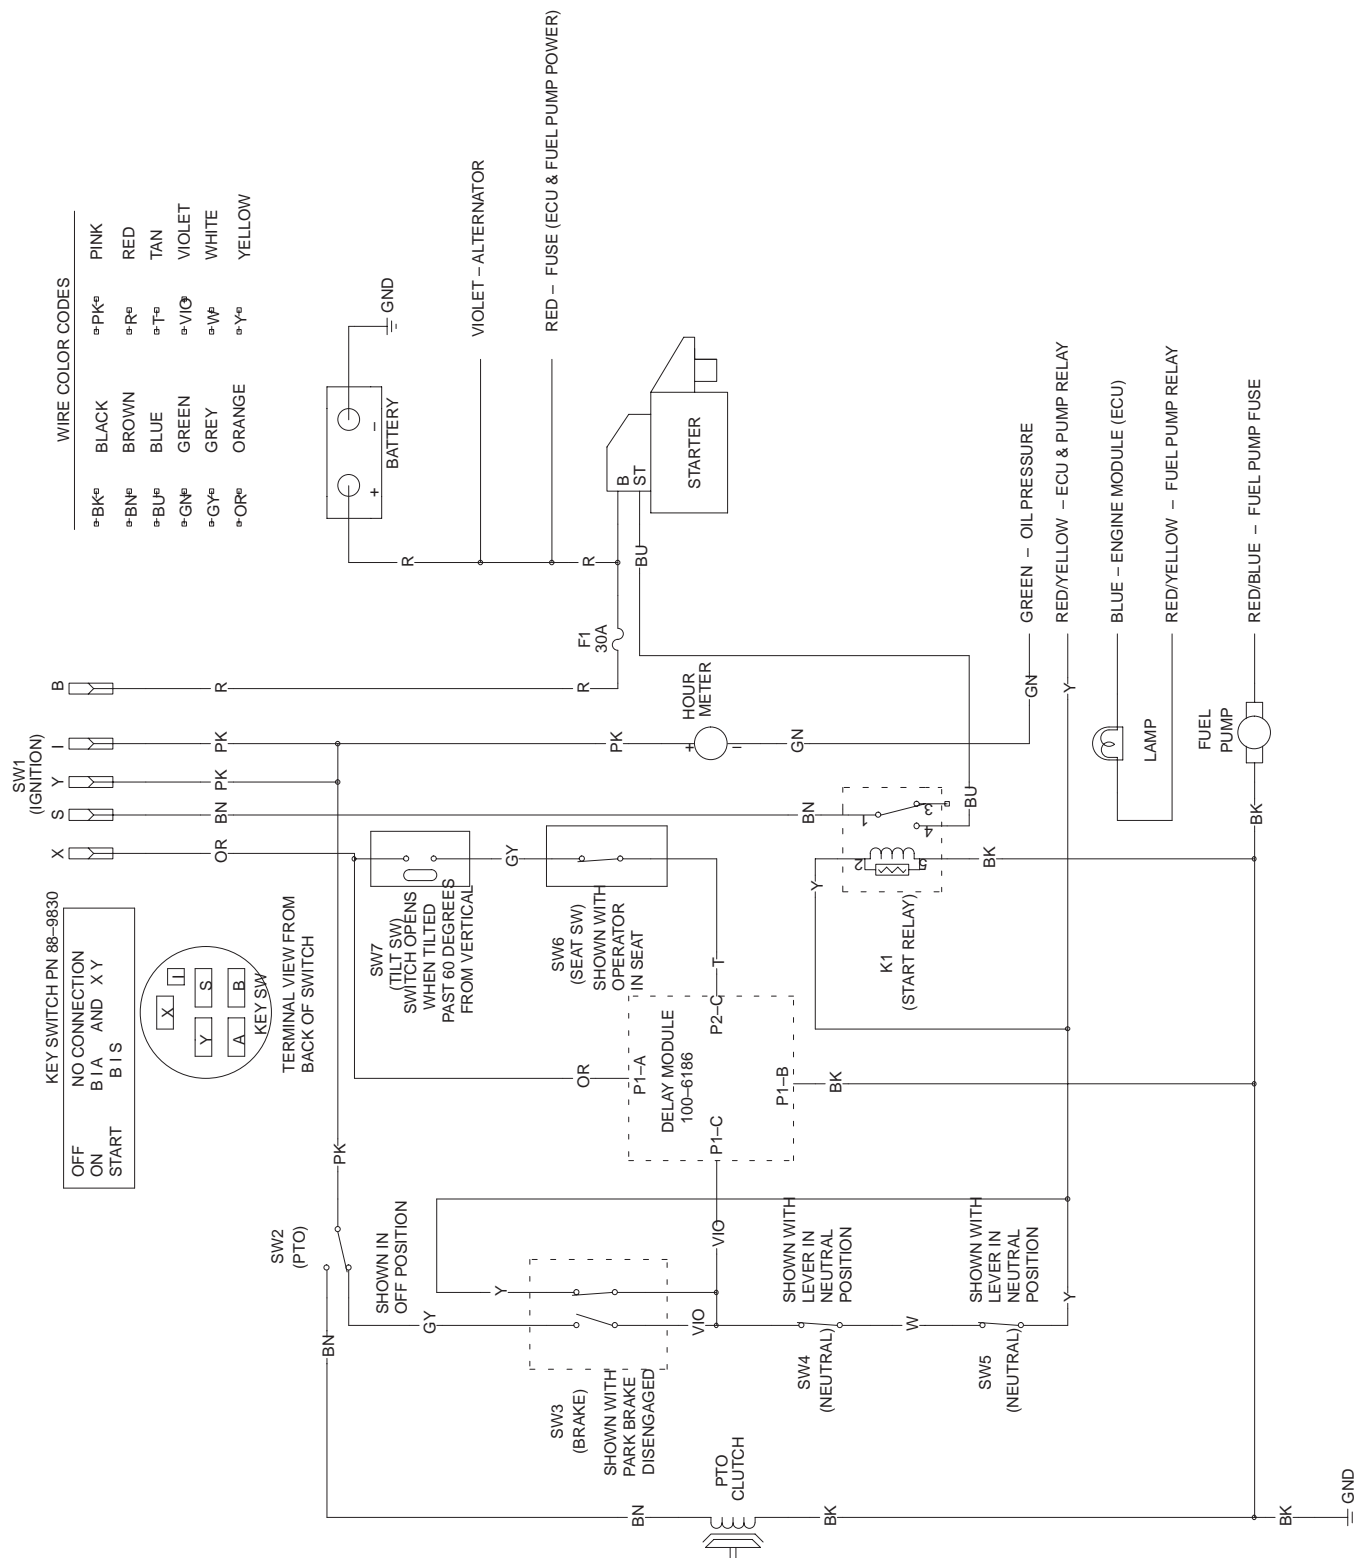 WIRE COLOR CODES
BK BLACK PK PINK
BN BROWN R RED
BU BLUE T TAN
GN GREEN VIO VIOLET
GY GREY W WHITE
OR ORANGE Y YELLOW
KEY SWITCH PN 88–9830
OFF NO CONNECTION
ON B I A AND X Y
START B I S
X
I
Y
S
A
B
KEY SW
TERMINAL VIEW FROM
BACK OF SWITCH
SW1
(IGNITION)
X
S
Y
I
B
OR
BN
PK
PK
R
+
–
BATTERY
GND
R
VIOLET – ALTERNATOR
RED – FUSE (ECU & FUEL PUMP POWER)
R
R
F1
30A
B
ST
BU
STARTER
SW2
(PTO)
PK
BN
SHOWN IN
OFF POSITION
GY
SW7
(TILT SW)
SWITCH OPENS
WHEN TILTED
PAST 60 DEGREES
FROM VERTICAL
GY
SW6
(SEAT SW)
SHOWN WITH
OPERATOR
IN SEAT
T
OR
P1–A
DELAY MODULE
100–6186
P2–C
P1–C
P1–B
BK
Y
SW3
(BRAKE)
SHOWN WITH
PARK BRAKE
DISENGAGED
VIO
VIO
SHOWN WITH
LEVER IN
NEUTRAL
POSITION
SW4
(NEUTRAL)
W
SHOWN WITH
LEVER IN
NEUTRAL
POSITION
SW5
(NEUTRAL)
Y
PK
HOUR
METER
+
–
GN
GN
GREEN – OIL PRESSURE
BN
1
3
4
2
5
BU
Y
BK
K1
(START RELAY)
Y
RED/YELLOW – ECU & PUMP RELAY
BLUE – ENGINE MODULE (ECU)
LAMP
RED/YELLOW – FUEL PUMP RELAY
FUEL
PUMP
RED/BLUE – FUEL PUMP FUSE
BK
BN
PTO
CLUTCH
BK
BK
GND